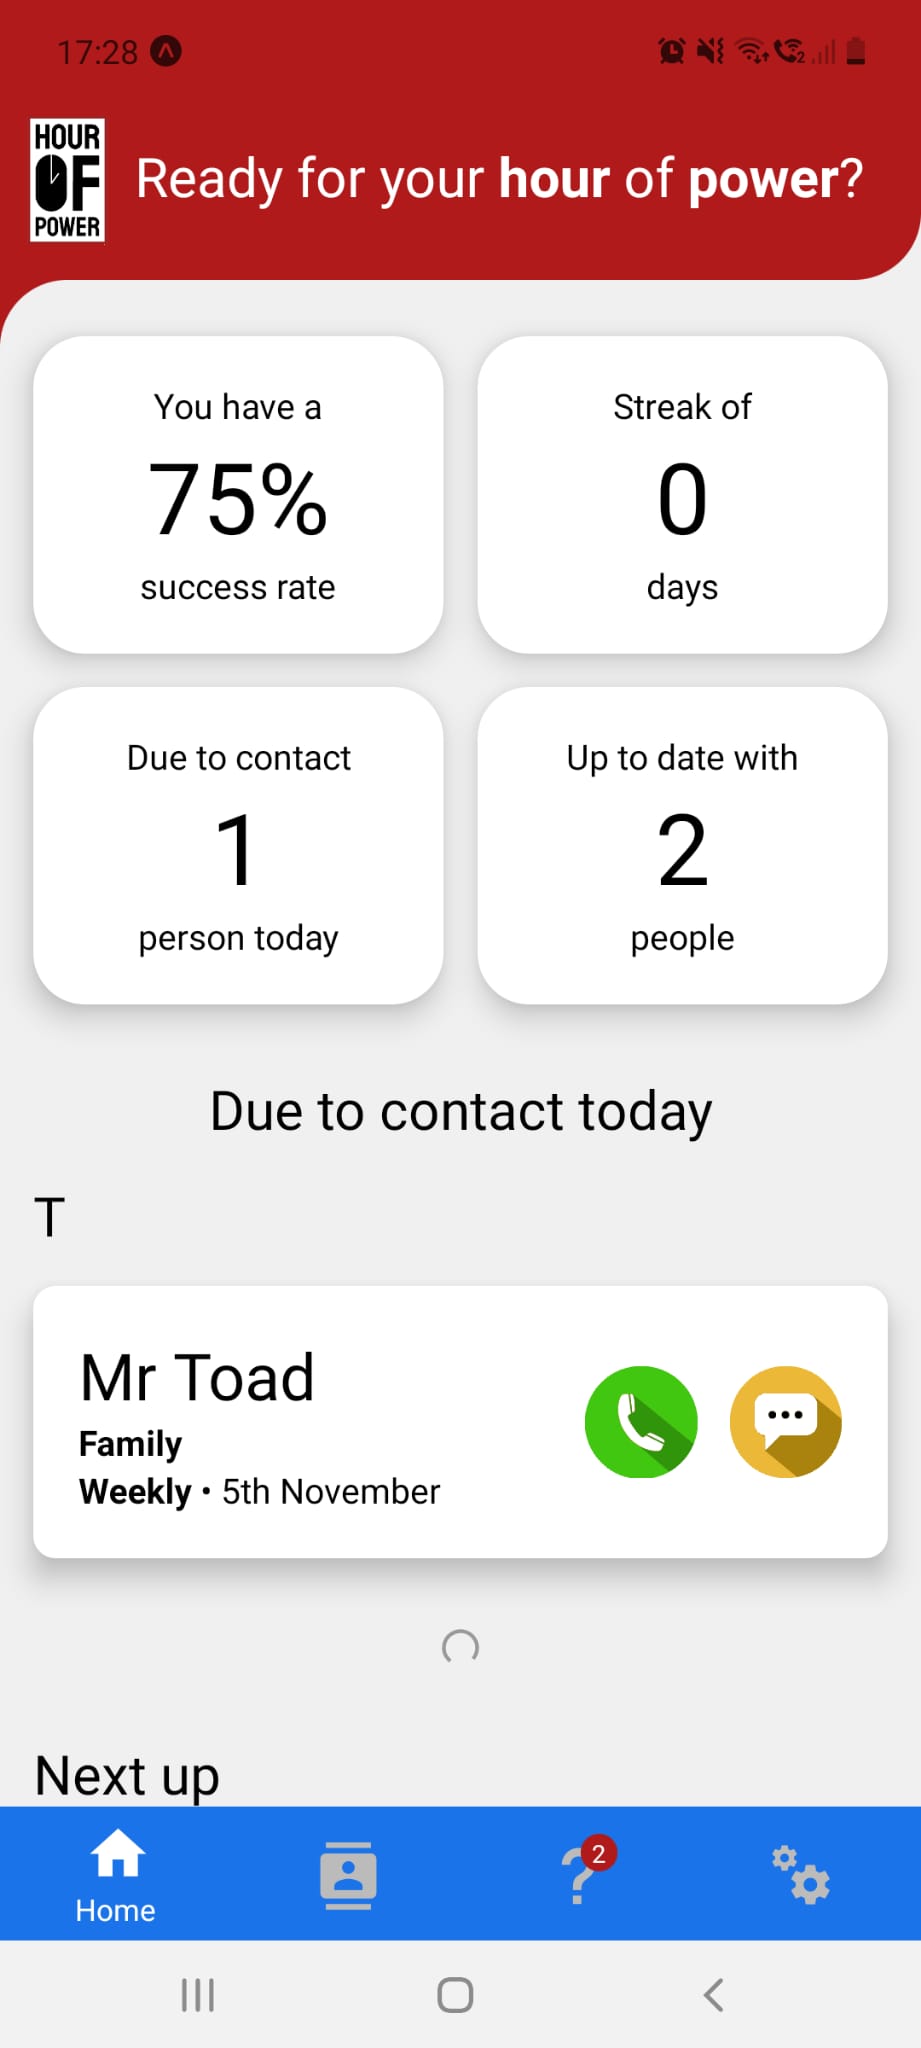 17:28
HOUR
OF
POWER
Ready for your hour of power?
You have a
75%
success rate
Streak of
0
days
Due to contact
1
person today
Up to date with
2
people
Due to contact today
T
Mr Toad
Family
Weekly • 5th November
Next up
Home
2